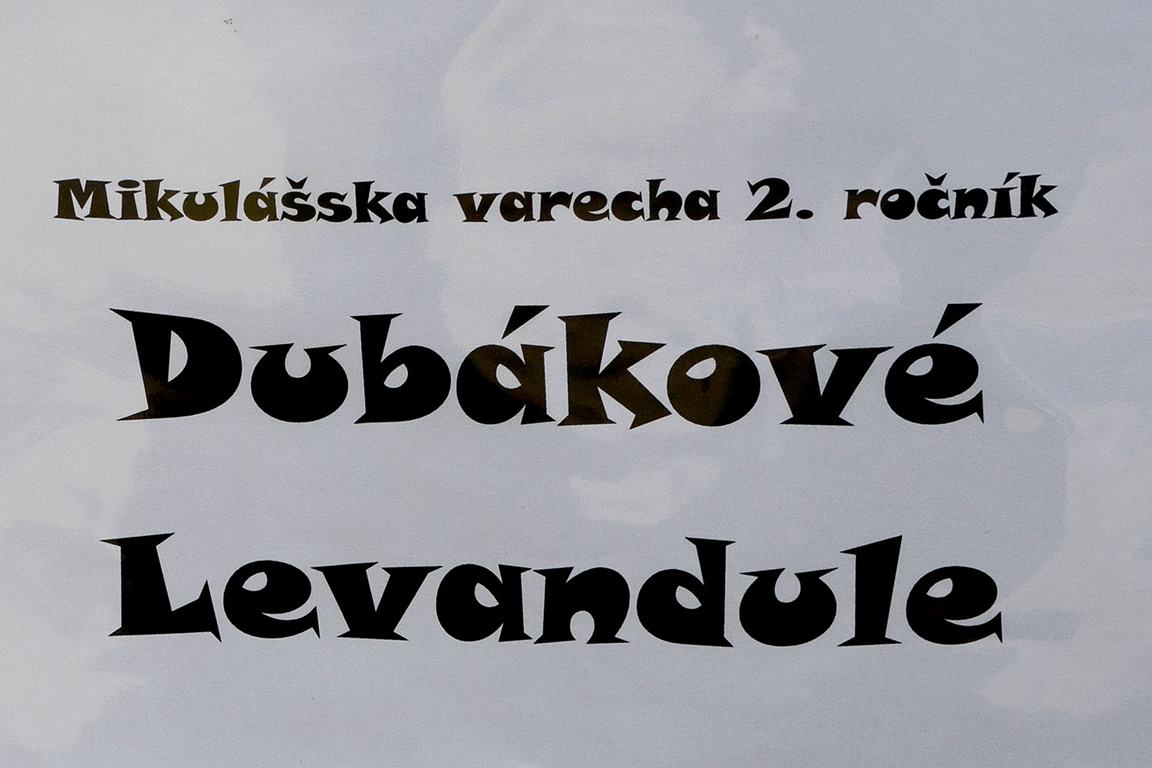 Mikulášska varecha 2. ročník
Dubákové
Levandule